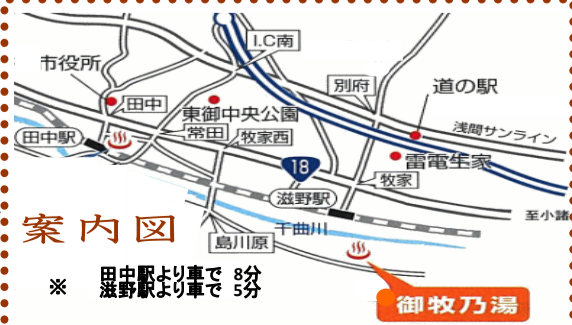 I.C南
市役所
別府
道の駅
田中
東御中央公園
浅間サンライン
田中駅
常田
牧家西
雷電生家
18
牧家
滋野駅
至小諸
案内図
千曲川
島川原
※ 田中駅より車で 8分
滋野駅より車で 5分
御牧乃湯